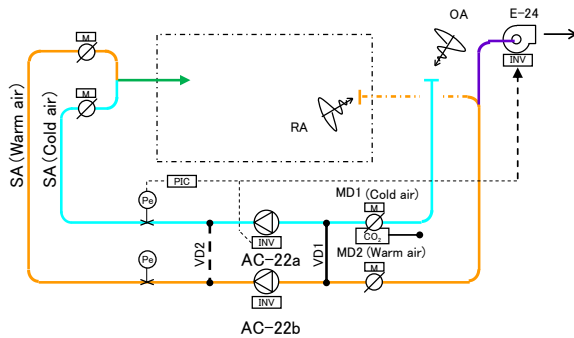 OA
E-24
INV
M
M
SA (Warm air)
SA (Cold air)
RA
PIC
Pe
MD1 (Cold air)
M
CO₂
MD2 (Warm air)
VD2
INV
AC-22a
VD1
Pe
M
INV
AC-22b